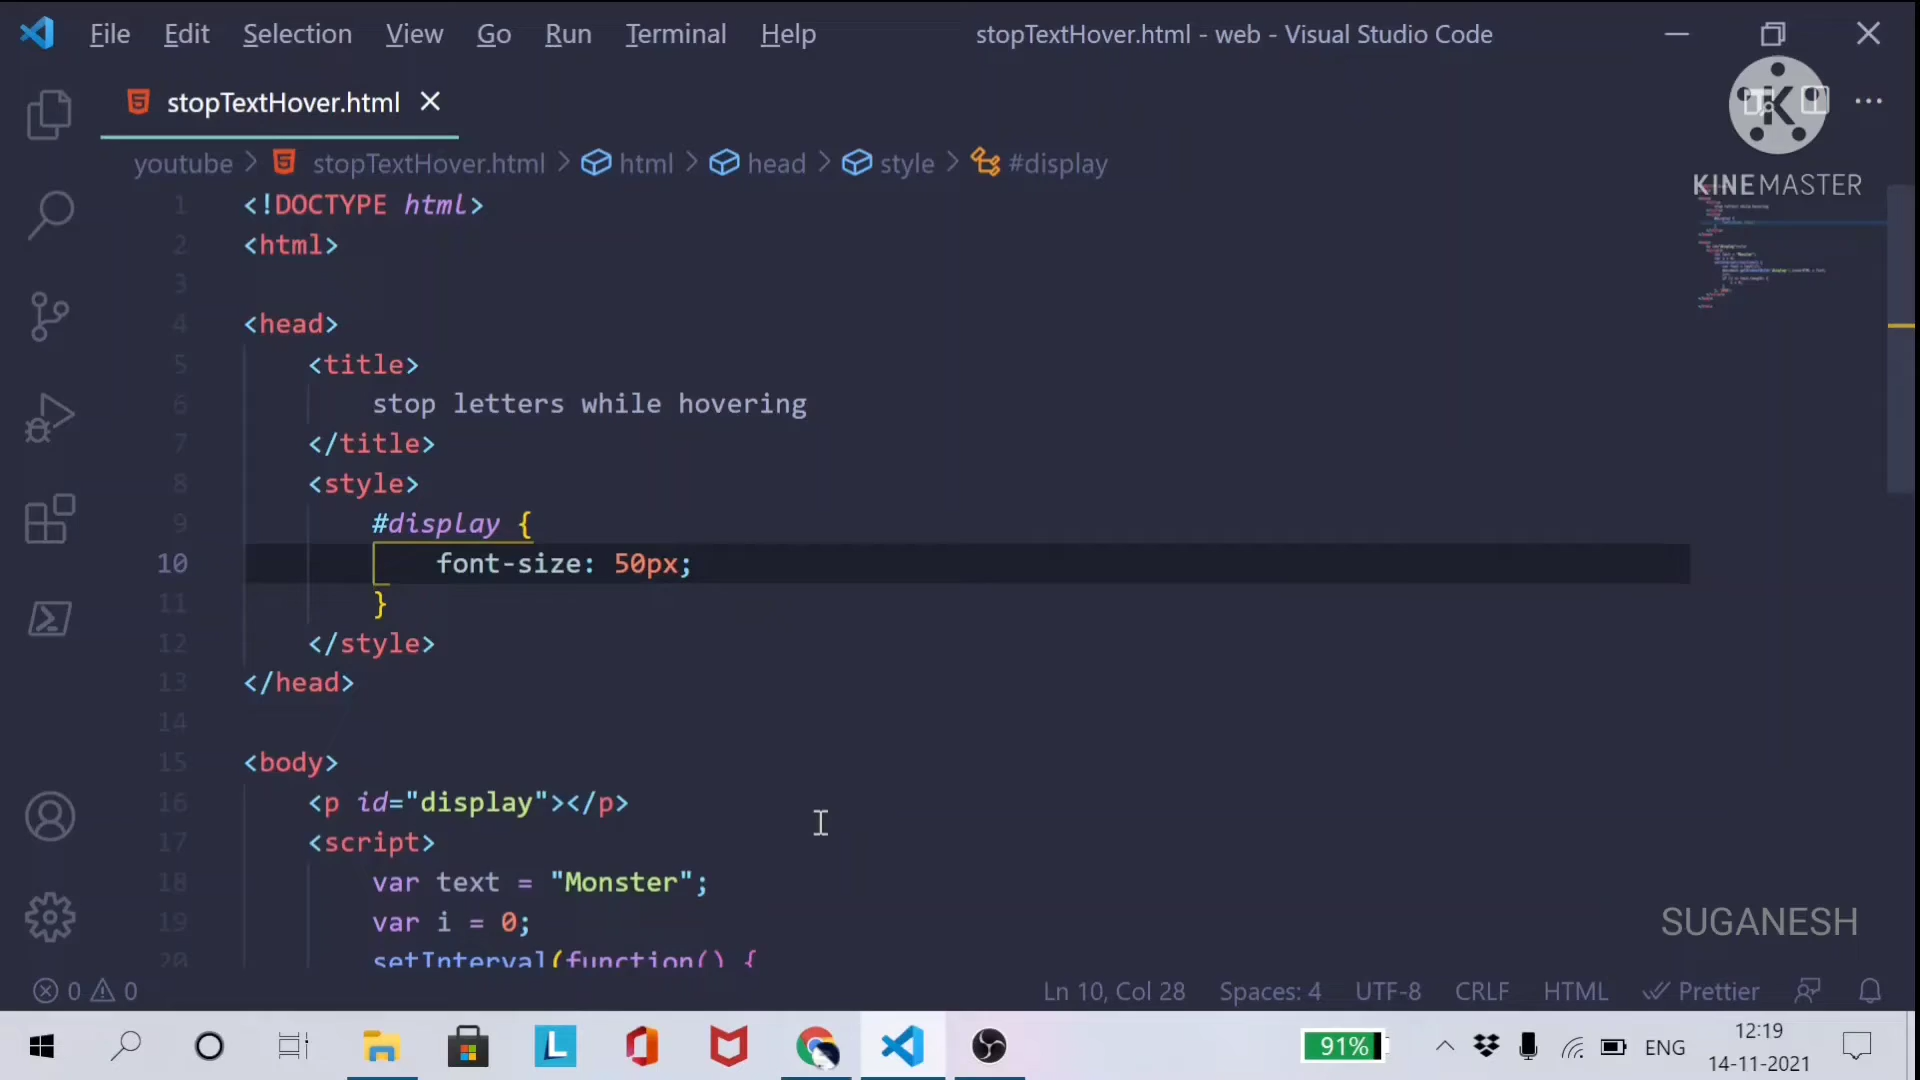 File Edit Selection View Go Run Terminal Help stopTextHover.html - web - Visual Studio Code
stopTextHover.html
youtube > stopTextHover.html > html > head > style > #display
KINEMASTER
1 <!DOCTYPE html>
2 <html>
3
4 <head>
5 <title>
6 stop letters while hovering
7 </title>
8 <style>
9 #display {
10 font-size: 50px;
11 }
12 </style>
13 </head>
14
15 <body>
16 <p id="display"></p>
17 <script>
18 var text = "Monster";
19 var i = 0;
20 setInterval(function() {
SUGANESH
0 0 Ln 10, Col 28 Spaces: 4 UTF-8 CRLF HTML Prettier
91% ENG 12:19
14-11-2021